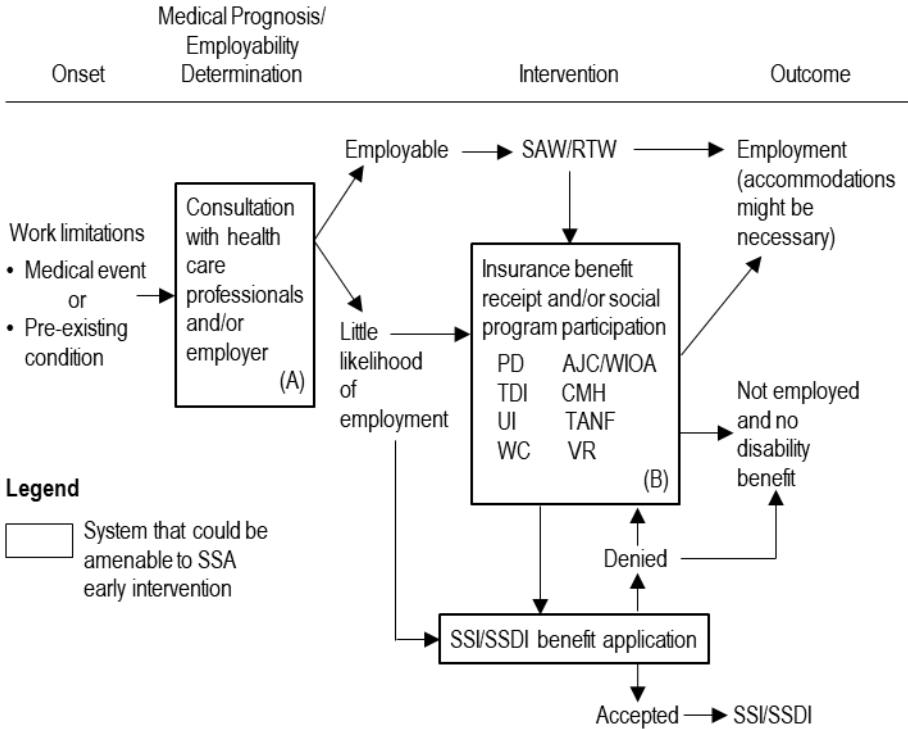 Medical Prognosis/
Employability
Onset Determination Intervention Outcome
Employable SAW/RTW Employment
(accommodations
might be
necessary)
Consultation
with health
care
professionals
and/or
employer
(A)
Work limitations
• Medical event
or
• Pre-existing
condition
Insurance benefit
receipt and/or social
program participation
PD AJC/WIOA
TDI CMH
UI TANF
WC VR
(B)
Little
likelihood
of
employment
Not employed
and no
disability
benefit
Legend
System that could be
amenable to SSA
early intervention
Denied
SSI/SSDI benefit application
Accepted SSI/SSDI